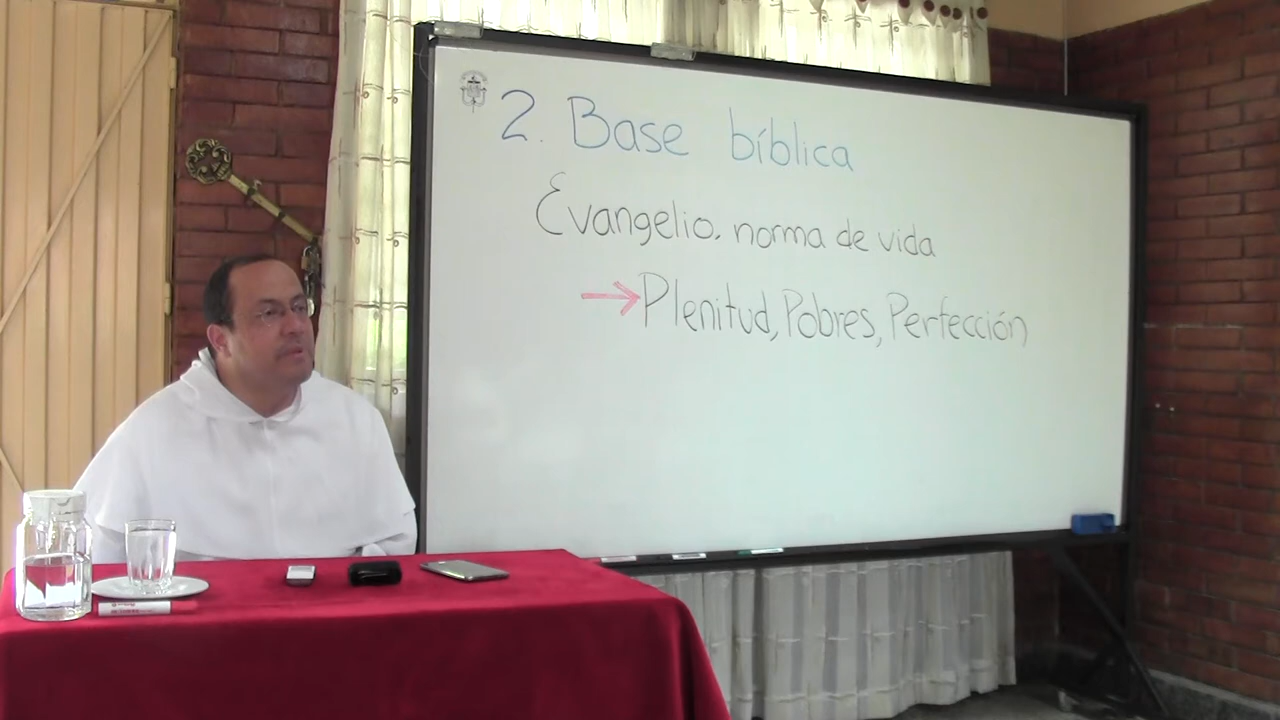 2. Base bíblica
Evangelio, norma de vida
→ Plenitud, Pobres, Perfección